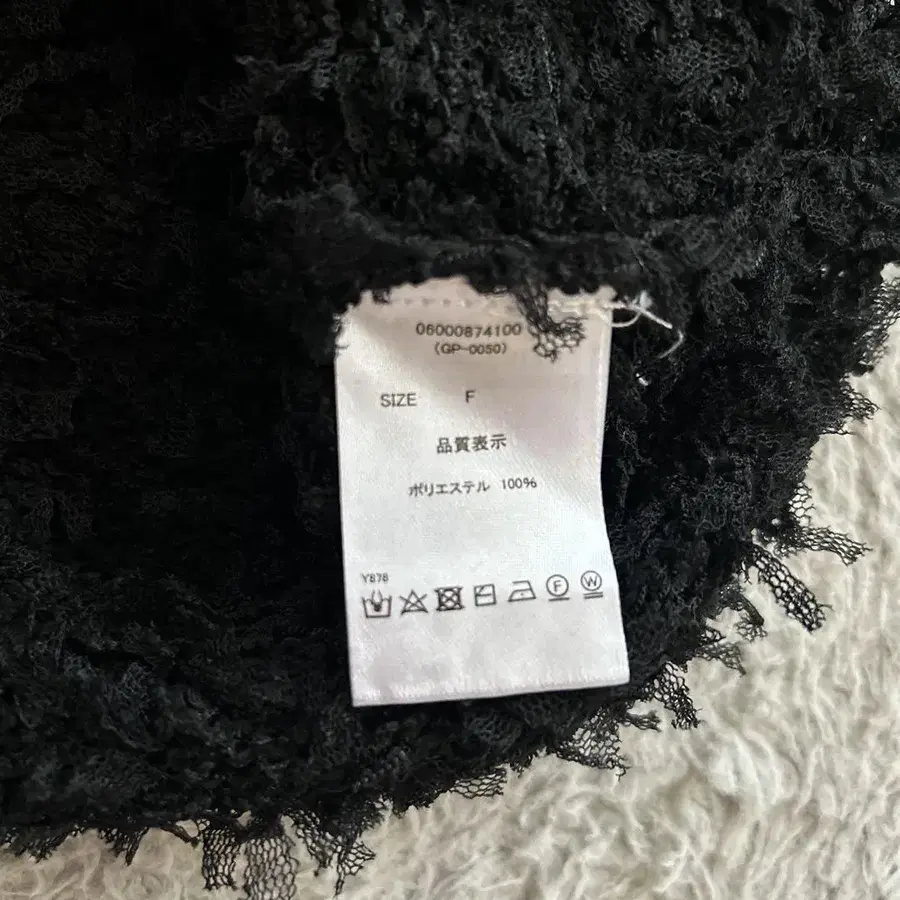 06000874100
(GP-0050)
SIZE F
品質表示
ポリエステル 100%
Y878
F W